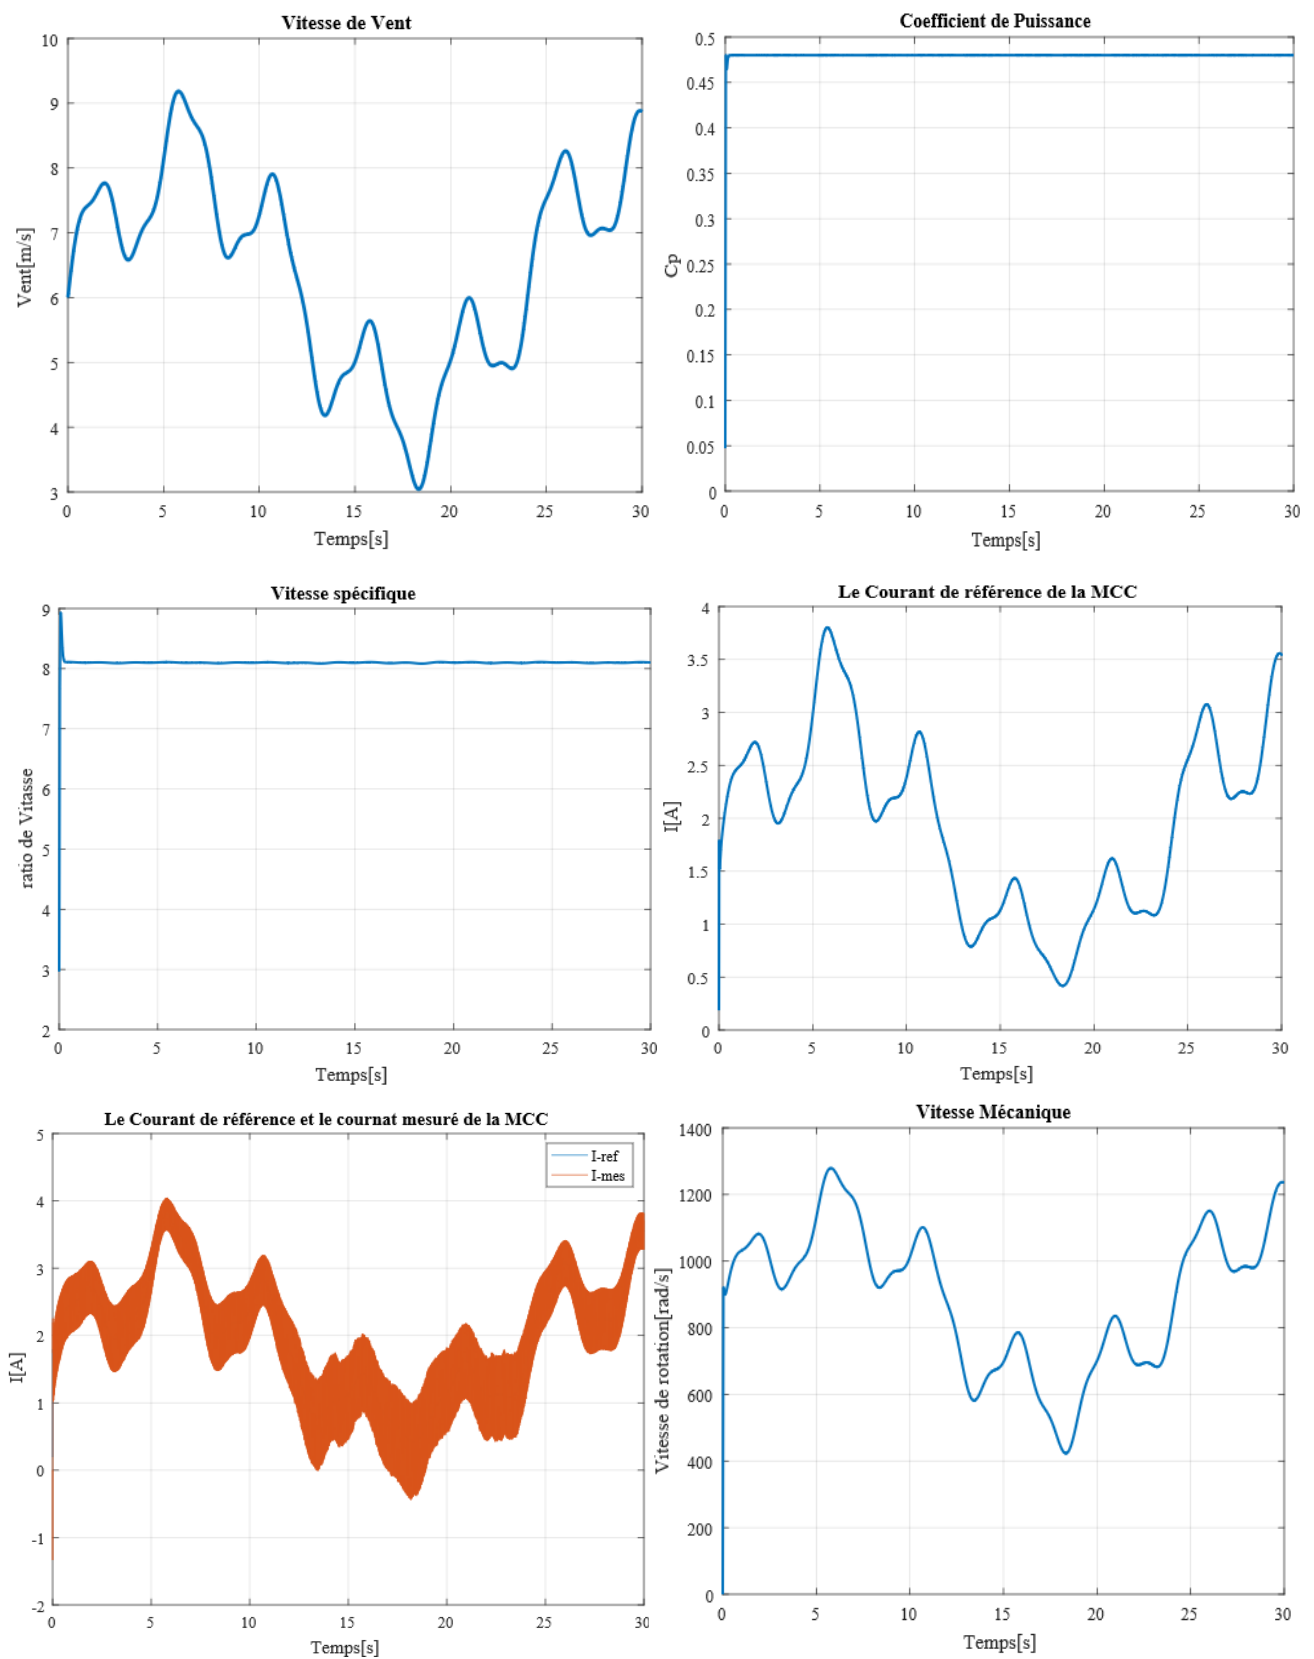 Vitesse de Vent
10
9
8
7
6
5
4
3
Vent[m/s]
0 5 10 15 20 25 30
Temps[s]
Coefficient de Puissance
0.5
0.45
0.4
0.35
0.3
0.25
0.2
0.15
0.1
0.05
0
Cp
0 5 10 15 20 25 30
Temps[s]
Vitesse spécifique
9
8
7
6
5
4
3
2
ratio de Vitasse
0 5 10 15 20 25 30
Temps[s]
Le Courant de référence de la MCC
4
3.5
3
2.5
2
1.5
1
0.5
0
I[A]
0 5 10 15 20 25 30
Temps[s]
Le Courant de référence et le cournat mesuré de la MCC
I-ref
I-mes
5
4
3
2
1
0
-1
-2
I[A]
0 5 10 15 20 25 30
Temps[s]
Vitesse Mécanique
1400
1200
1000
800
600
400
200
0
Vitesse de rotation[rad/s]
0 5 10 15 20 25 30
Temps[s]